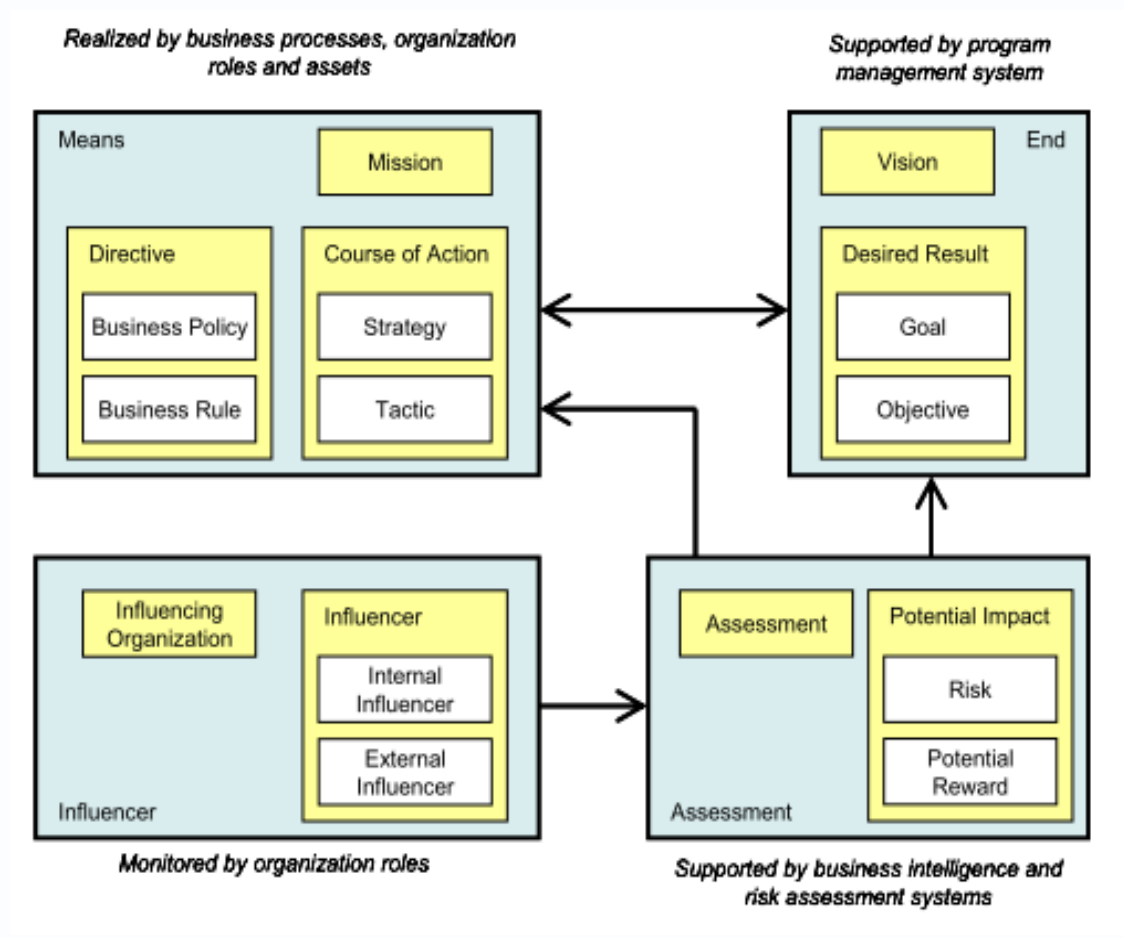 Realized by business processes, organization
roles and assets
Supported by program
management system
Means
Mission
Directive
Business Policy
Business Rule
Course of Action
Strategy
Tactic
End
Vision
Desired Result
Goal
Objective
Influencing
Organization
Influencer
Internal
Influencer
External
Influencer
Influencer
Assessment
Potential Impact
Risk
Potential
Reward
Assessment
Monitored by organization roles
Supported by business intelligence and
risk assessment systems